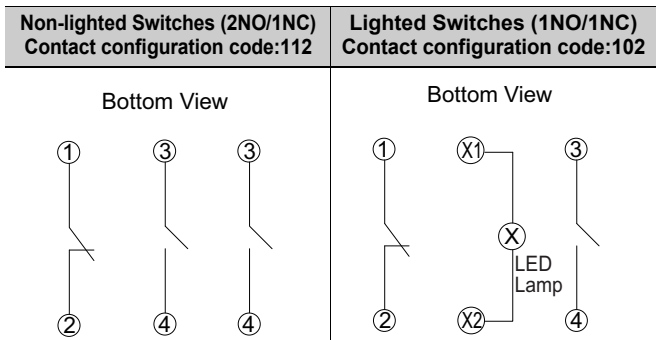 Non-lighted Switches (2NO/1NC)
Contact configuration code:112
Lighted Switches (1NO/1NC)
Contact configuration code:102
Bottom View
1 3 3
2 4 4
Bottom View
1 X1 3
X
LED
Lamp
2 X2 4